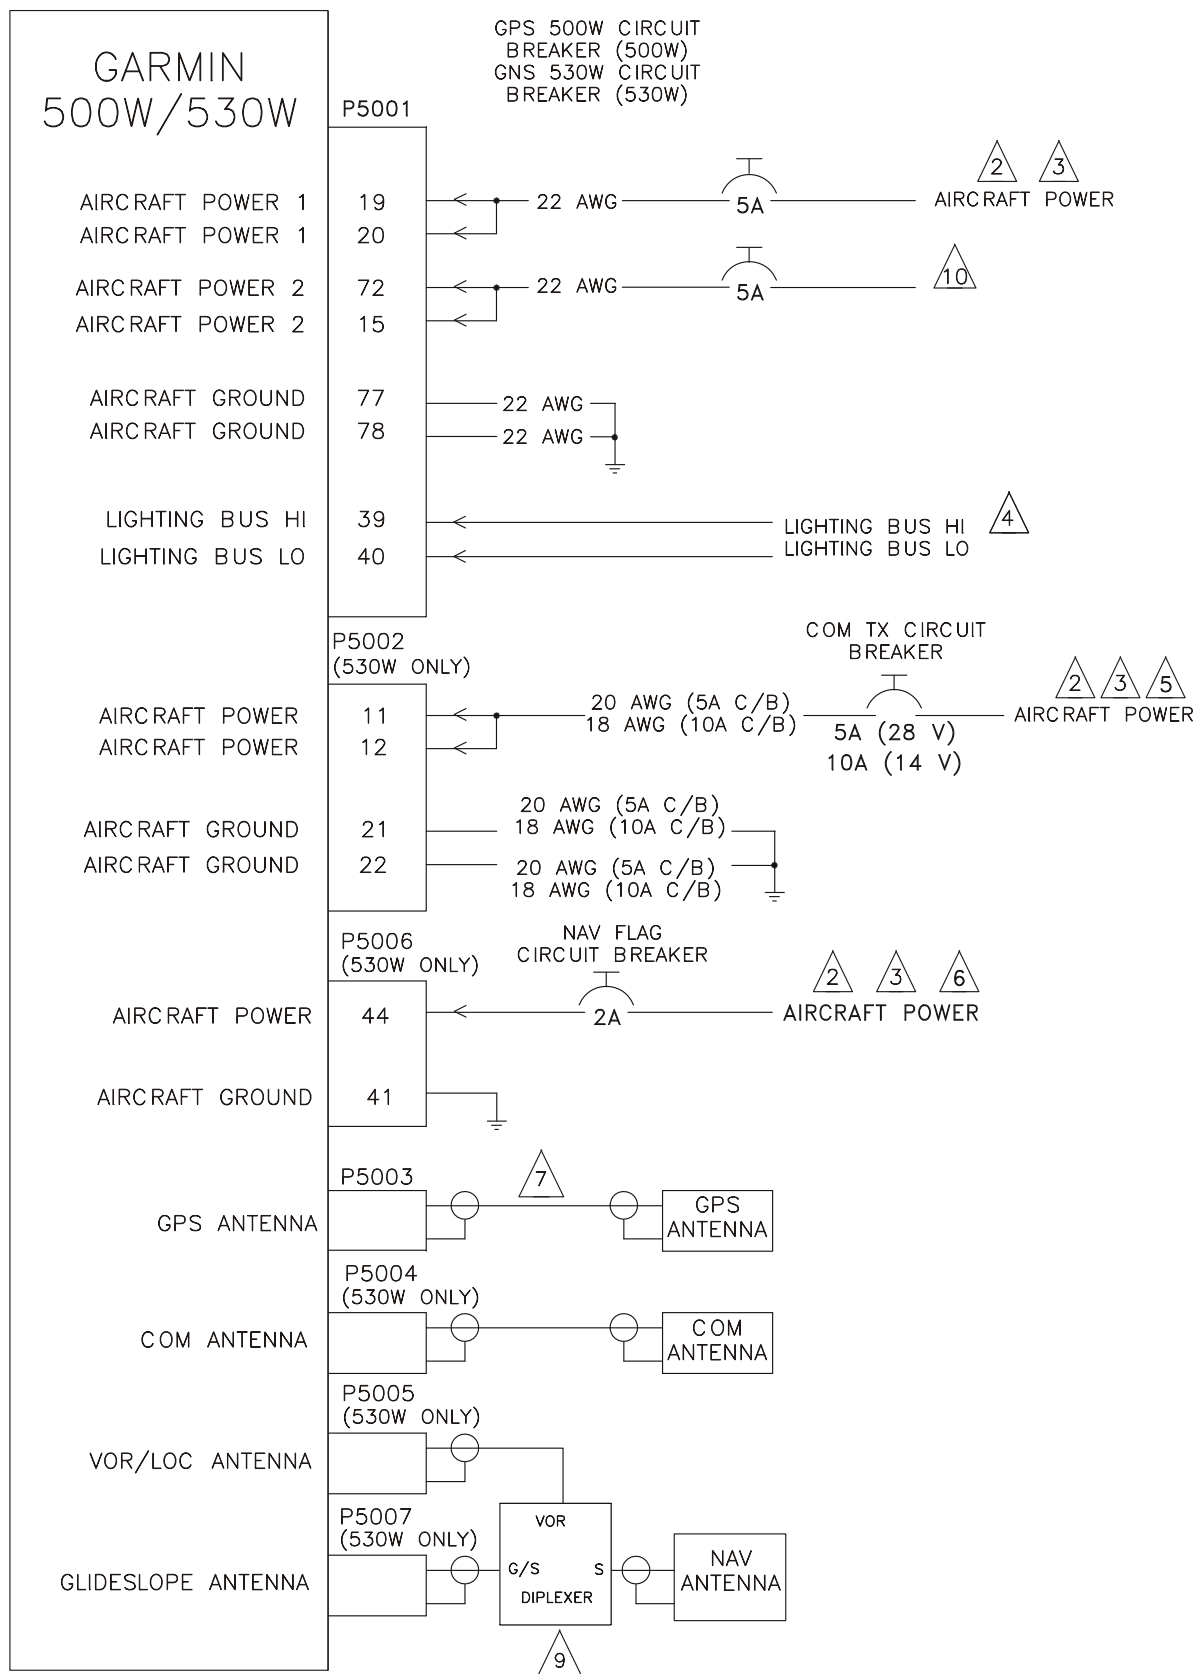 GPS 500W CIRCUIT
BREAKER (500W)
GNS 530W CIRCUIT
BREAKER (530W)
GARMIN
500W/530W
P5001
AIRCRAFT POWER 1 19 22 AWG 5A 2 3 AIRCRAFT POWER
AIRCRAFT POWER 1 20
AIRCRAFT POWER 2 72 22 AWG 5A 10
AIRCRAFT POWER 2 15
AIRCRAFT GROUND 77 22 AWG
AIRCRAFT GROUND 78 22 AWG
LIGHTING BUS HI 39 LIGHTING BUS HI 4
LIGHTING BUS LO 40 LIGHTING BUS LO
P5002
(530W ONLY)
COM TX CIRCUIT
BREAKER
2 3 5
AIRCRAFT POWER 11 20 AWG (5A C/B) AIRCRAFT POWER
18 AWG (10A C/B)
5A (28 V)
AIRCRAFT POWER 12
10A (14 V)
20 AWG (5A C/B)
AIRCRAFT GROUND 21 18 AWG (10A C/B)
AIRCRAFT GROUND 22 20 AWG (5A C/B)
18 AWG (10A C/B)
P5006
(530W ONLY)
NAV FLAG
CIRCUIT BREAKER
2 3 6
AIRCRAFT POWER 44 2A AIRCRAFT POWER
AIRCRAFT GROUND 41
P5003
7
GPS ANTENNA
GPS
ANTENNA
P5004
(530W ONLY)
COM ANTENNA
COM
ANTENNA
P5005
(530W ONLY)
VOR/LOC ANTENNA
P5007
(530W ONLY)
VOR
G/S S
DIPLEXER
NAV
ANTENNA
GLIDESLOPE ANTENNA
9